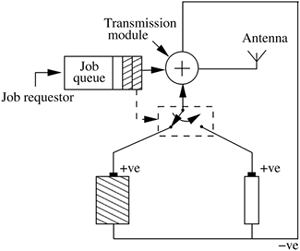 Transmission
module
Antenna
Job
queue
Job requestor
+ve
+ve
−ve